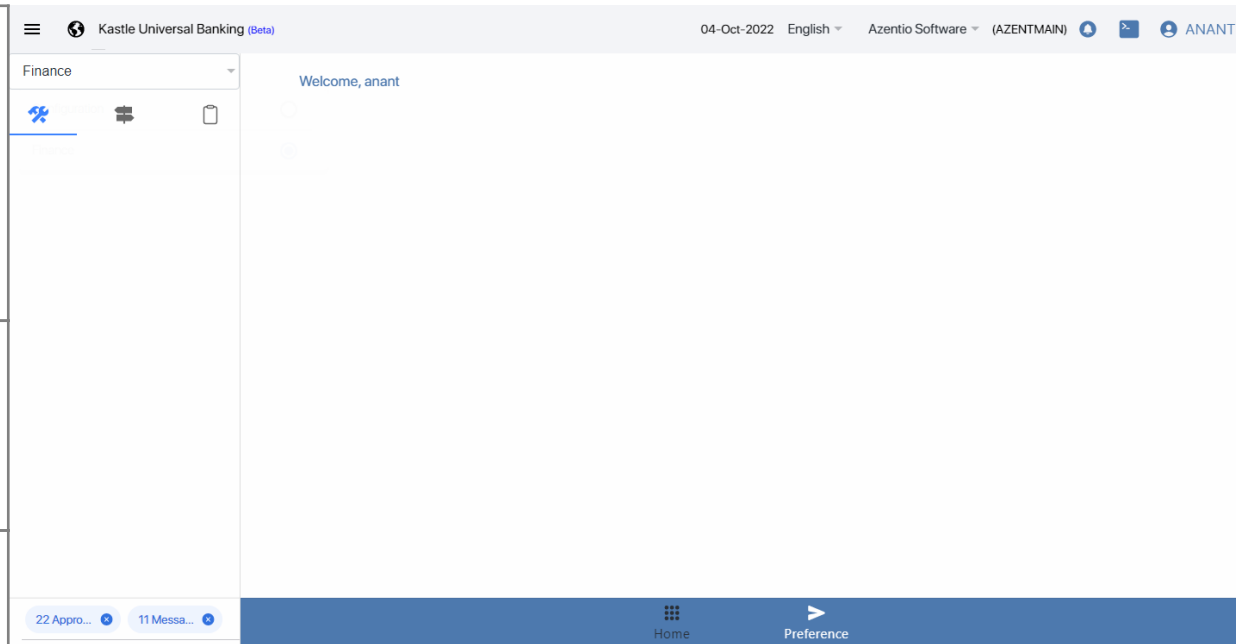 Kastle Universal Banking (Beta) 04-Oct-2022 English Azentio Software (AZENTMAIN) ANANT
Finance
Welcome, anant
22 Appro... 11 Messa...
Home Preference